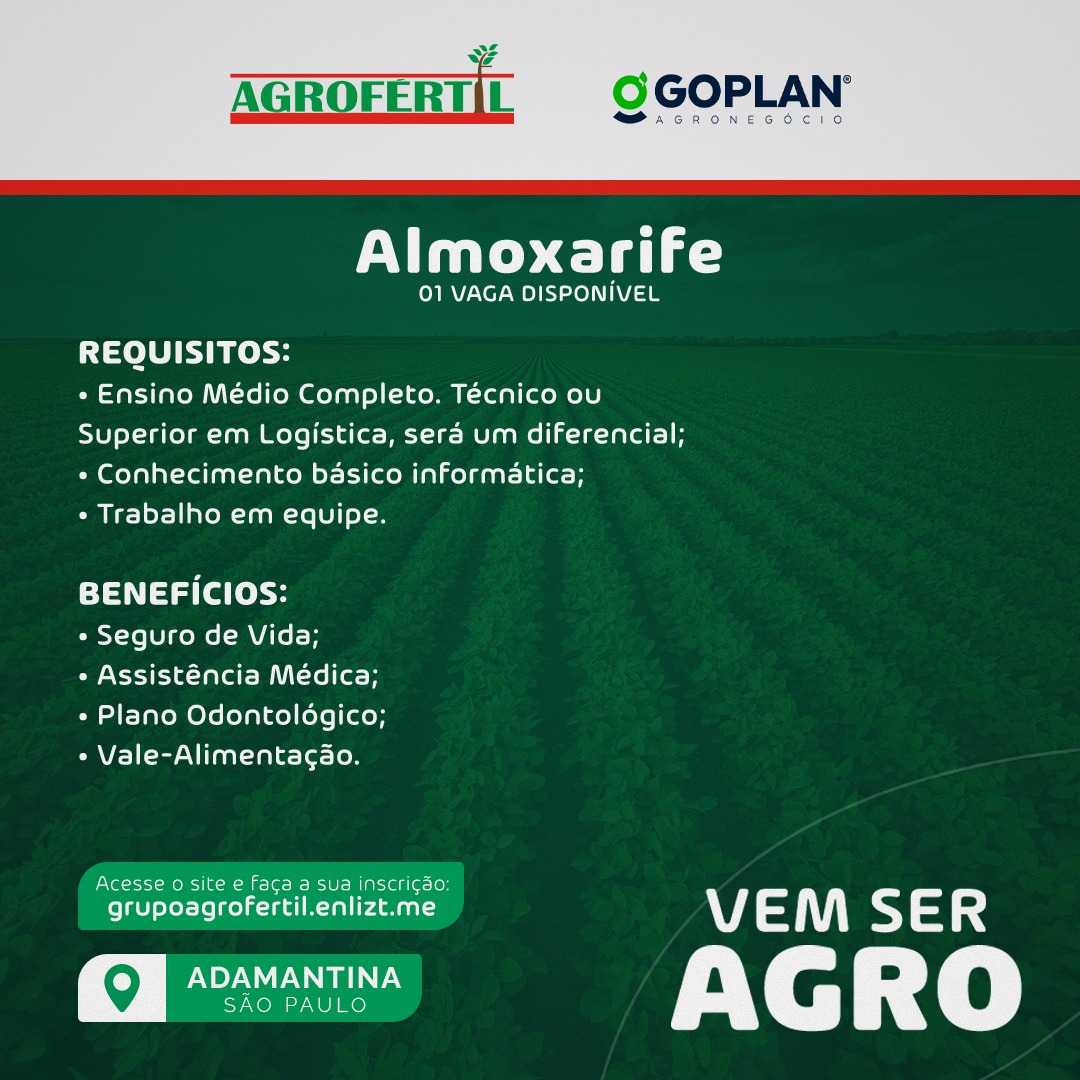 AGROFÉRTIL
GOPLAN®
AGRONEGÓCIO
Almoxarife
01 VAGA DISPONÍVEL
REQUISITOS:
• Ensino Médio Completo. Técnico ou
Superior em Logística, será um diferencial;
• Conhecimento básico informática;
• Trabalho em equipe.
BENEFÍCIOS:
• Seguro de Vida;
• Assistência Médica;
• Plano Odontológico;
• Vale-Alimentação.
Acesse o site e faça a sua inscrição:
grupoagrofertil.enlizt.me
ADAMANTINA
SÃO PAULO
VEM SER
AGRO